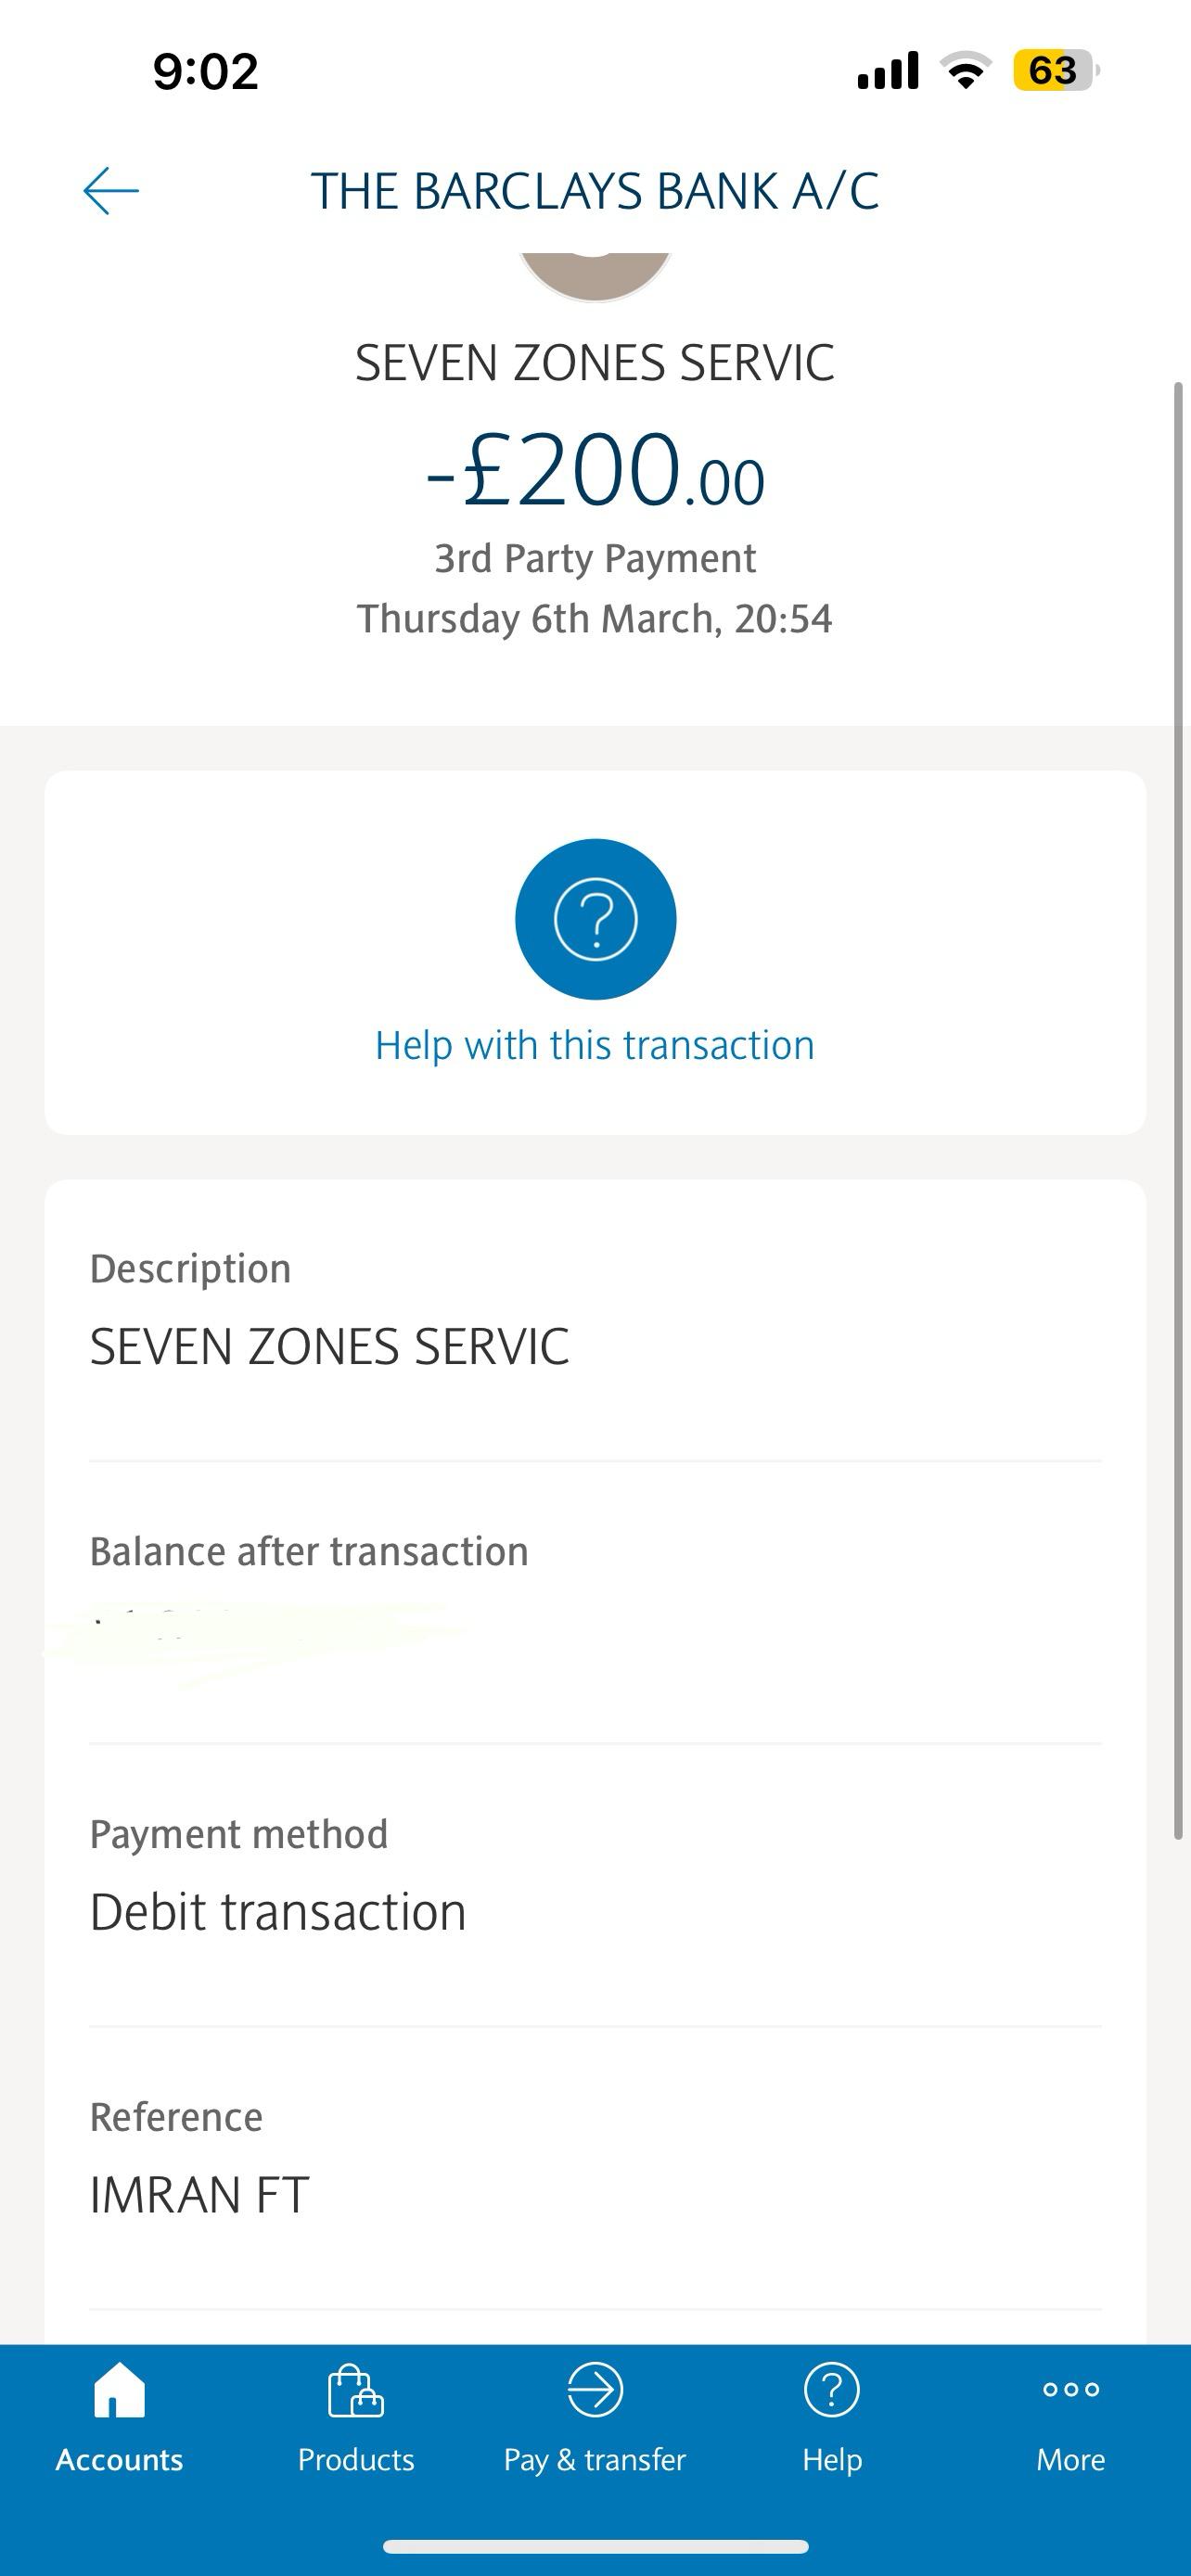 9:02
63
THE BARCLAYS BANK A/C
SEVEN ZONES SERVIC
-£200.00
3rd Party Payment
Thursday 6th March, 20:54
Help with this transaction
Description
SEVEN ZONES SERVIC
Balance after transaction
Payment method
Debit transaction
Reference
IMRAN FT
Accounts
Products
Pay & transfer
Help
More